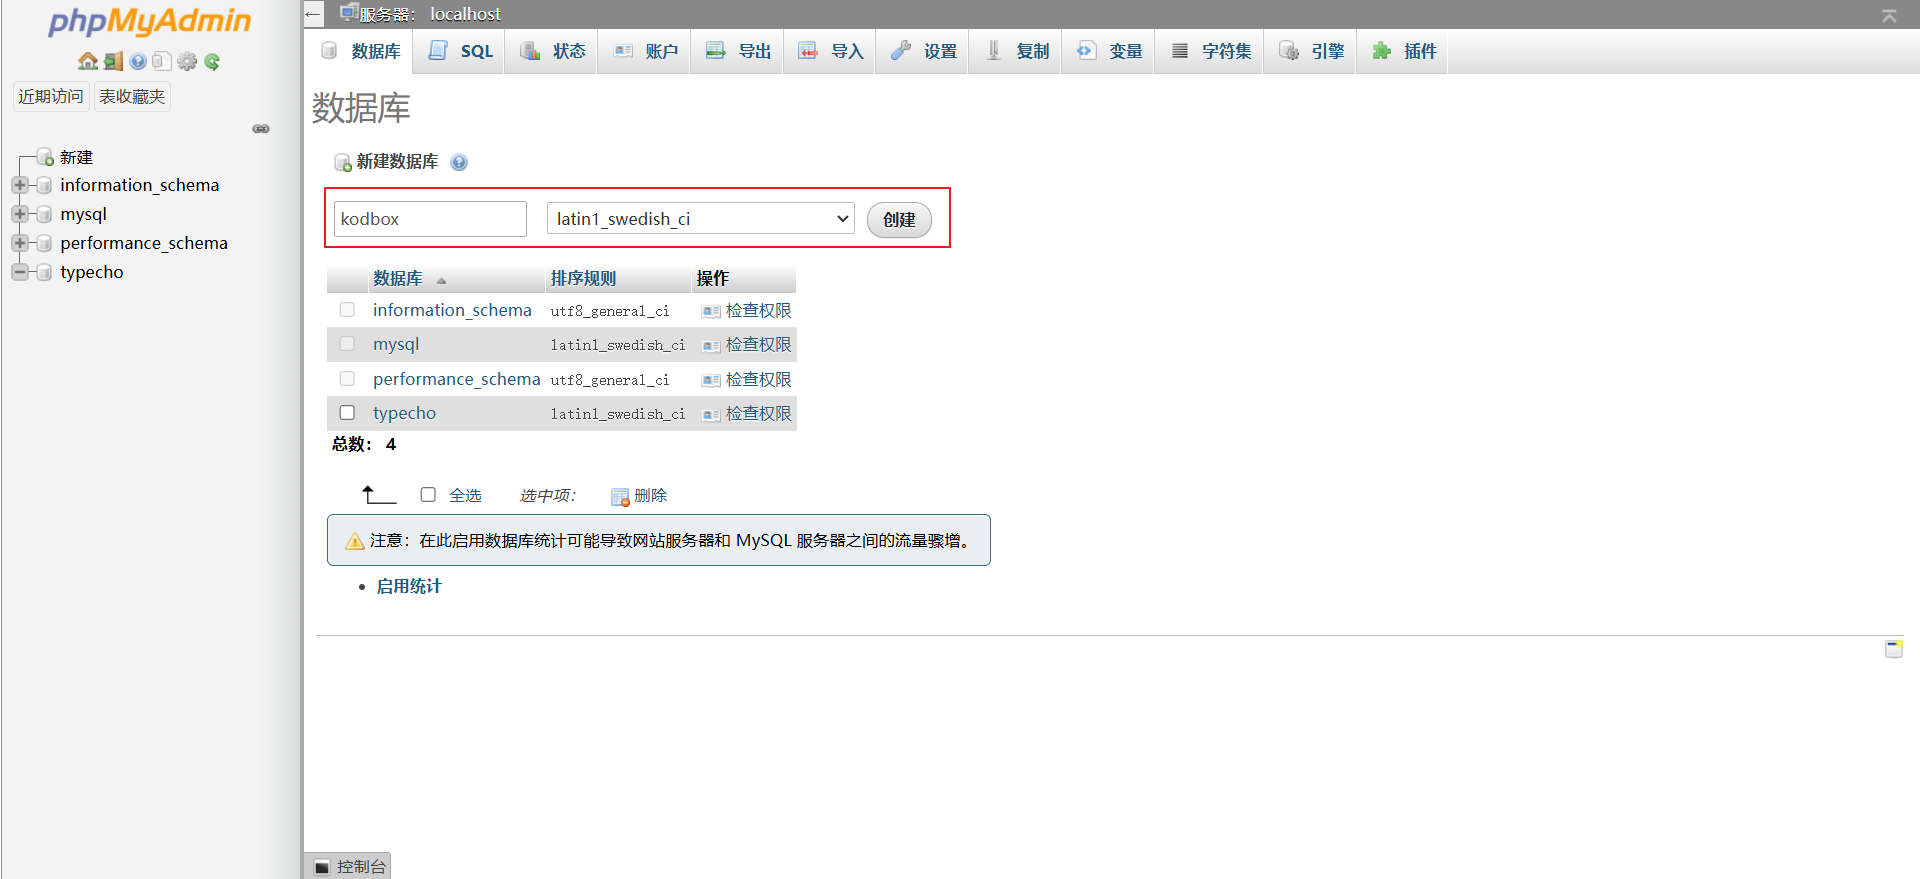 phpMyAdmin
近期访问 表收藏夹
新建
information_schema
mysql
performance_schema
typecho
服务器： localhost
数据库 SQL 状态 账户 导出 导入 设置 复制 变量 字符集 引擎 插件
数据库
新建数据库
kodbox latin1_swedish_ci 创建
数据库 排序规则 操作
information_schema utf8_general_ci 检查权限
mysql latin1_swedish_ci 检查权限
performance_schema utf8_general_ci 检查权限
typecho latin1_swedish_ci 检查权限
总数： 4
全选 选中项： 删除
注意：在此启用数据库统计可能导致网站服务器和 MySQL 服务器之间的流量骤增。
启用统计
控制台